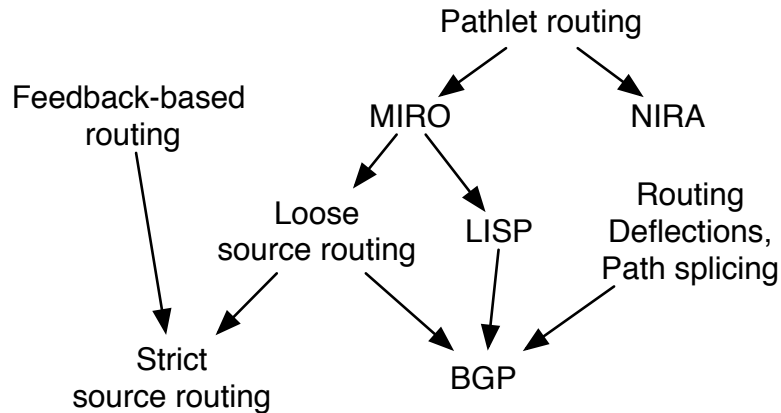 Pathlet routing
Feedback-based
routing
MIRO
NIRA
Loose
source routing
LISP
Routing
Deflections,
Path splicing
Strict
source routing
BGP